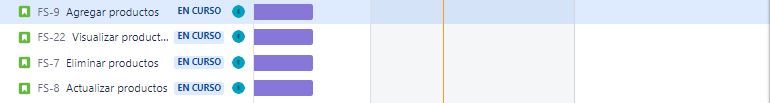 FS-9 Agregar productos EN CURSO
FS-22 Visualizar product... EN CURSO
FS-7 Eliminar productos EN CURSO
FS-8 Actualizar productos EN CURSO